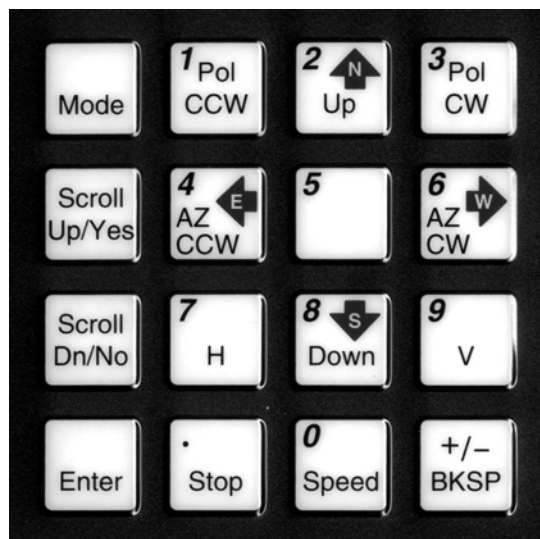 Mode
1 Pol
CCW
2 N
Up
3 Pol
CW
Scroll
Up/Yes
4 E
AZ
CCW
5
6
AZ W
CW
Scroll
Dn/No
7
H
8 S
Down
9
V
Enter
.
Stop
0
Speed
+/−
BKSP